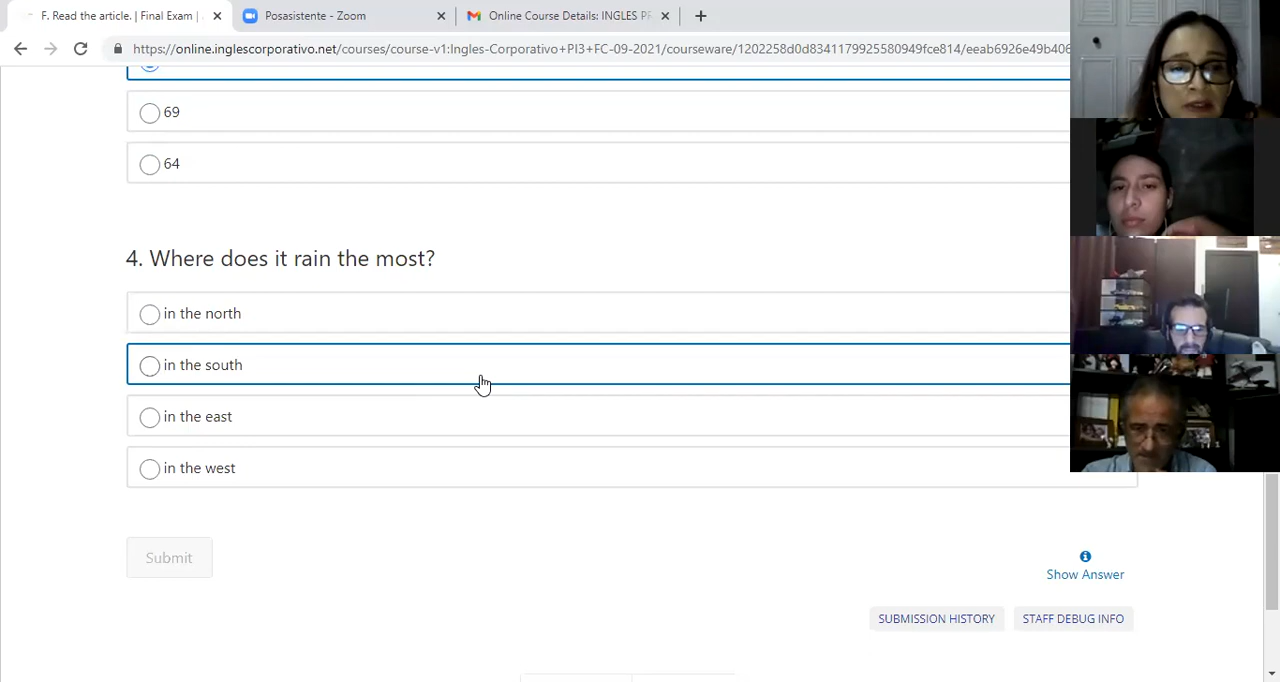 F. Read the article. | Final Exam |
Posasistente - Zoom
Online Course Details: INGLES PF
https://online.inglescorporativo.net/courses/course-v1:Ingles-Corporativo+PI3+FC-09-2021/courseware/1202258d0d8341179925580949fce814/eeab6926e49b406
69
64
4. Where does it rain the most?
in the north
in the south
in the east
in the west
Submit
Show Answer
SUBMISSION HISTORY
STAFF DEBUG INFO